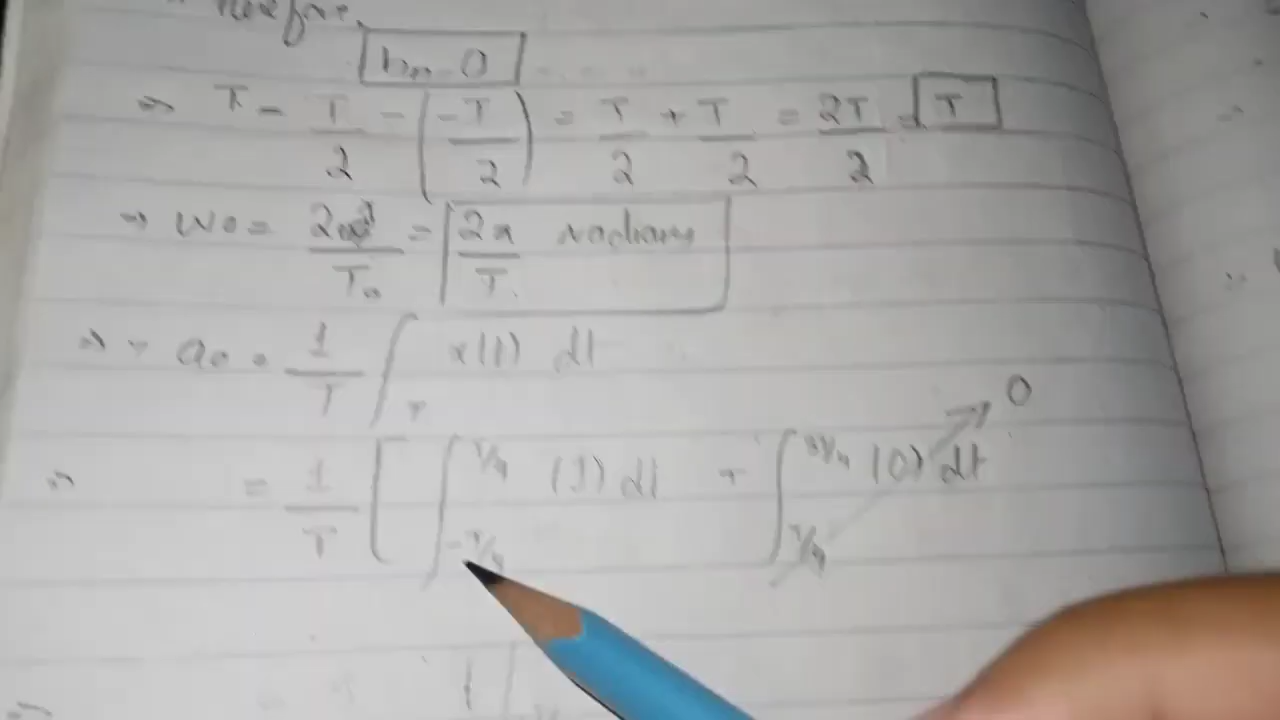 Therefore,
bn = 0
⇒ T = T/2 - (-T/2) = T/2 + T/2 = 2T/2 = T
⇒ W0 = 2π/T0 = 2π/T radians
⇒ a0 = 1/T ∫T x(t) dt
⇒ = 1/T [ ∫-T/4^T/4 (1) dt + ∫T/4^3T/4 (0) dt → 0